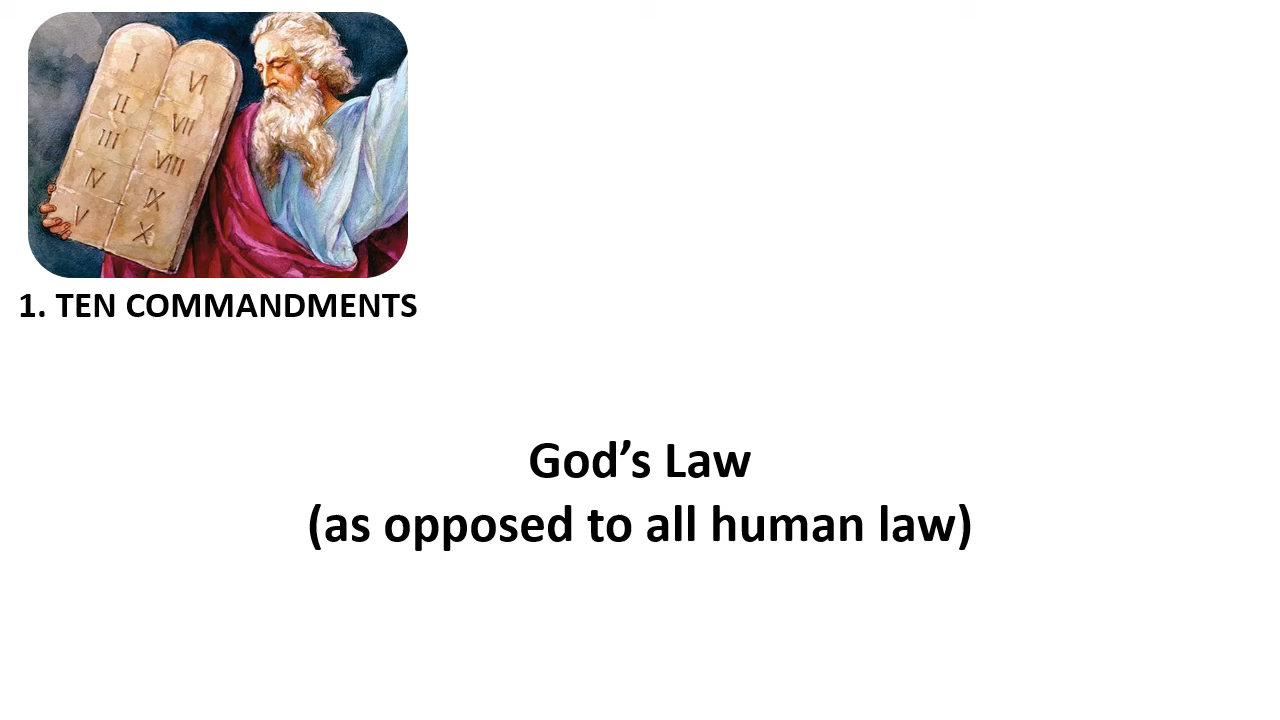 I
II
III
IV
V
VI
VII
VIII
IX
X
1. TEN COMMANDMENTS
God’s Law
(as opposed to all human law)